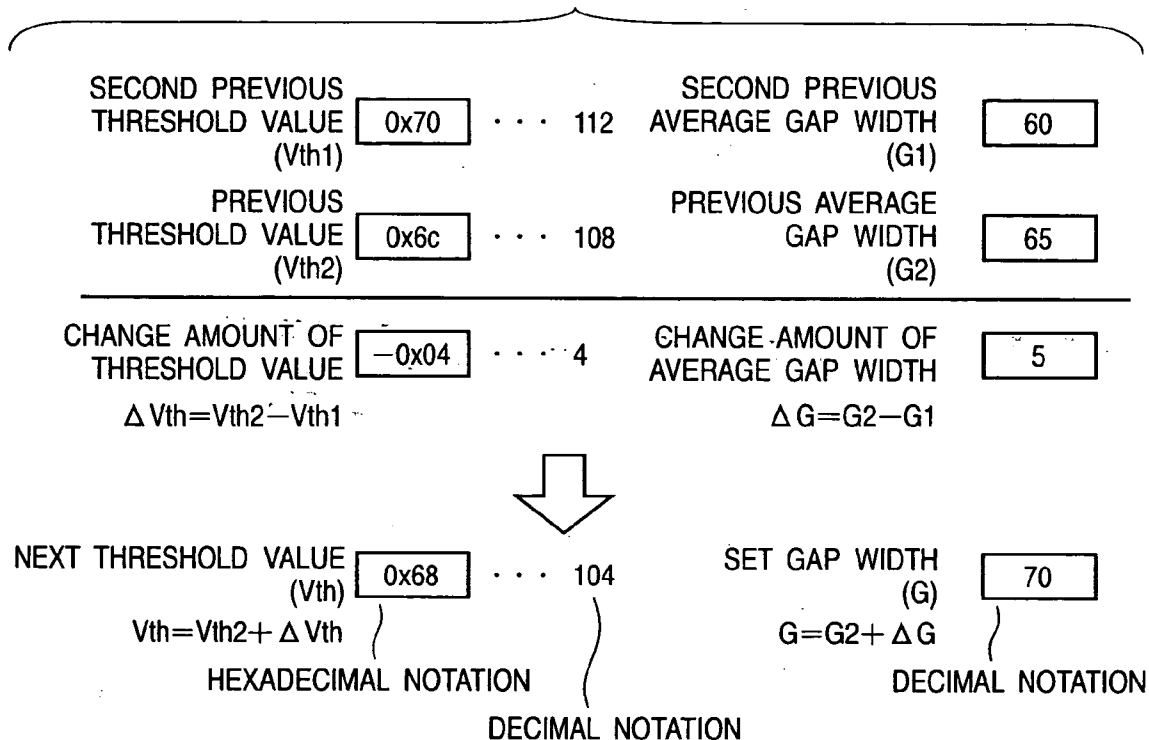 SECOND PREVIOUS
THRESHOLD VALUE
(Vth1)
0x70 ··· 112
SECOND PREVIOUS
AVERAGE GAP WIDTH
(G1)
60
PREVIOUS
THRESHOLD VALUE
(Vth2)
0x6c ··· 108
PREVIOUS AVERAGE
GAP WIDTH
(G2)
65
CHANGE AMOUNT OF
THRESHOLD VALUE
−0x04 ··· 4
ΔVth=Vth2−Vth1
CHANGE AMOUNT OF
AVERAGE GAP WIDTH
5
ΔG=G2−G1
NEXT THRESHOLD VALUE
(Vth)
0x68 ··· 104
Vth=Vth2+ΔVth
SET GAP WIDTH
(G)
70
G=G2+ΔG
HEXADECIMAL NOTATION
DECIMAL NOTATION
DECIMAL NOTATION